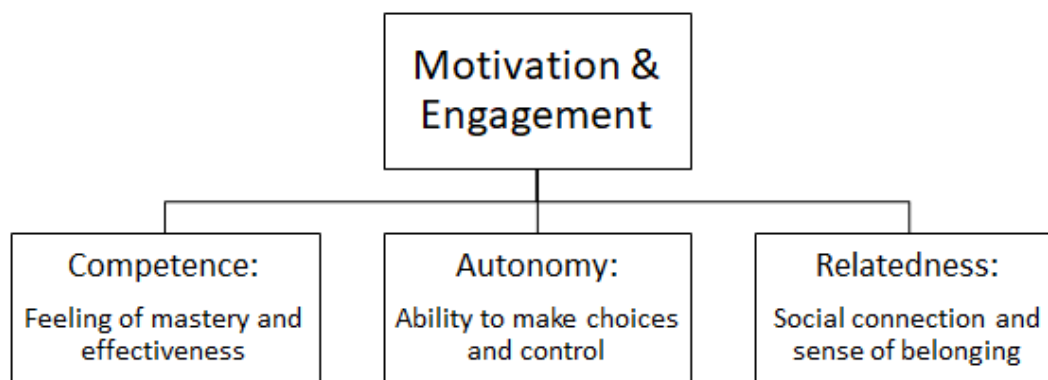 Motivation &
Engagement
Competence:
Feeling of mastery and
effectiveness
Autonomy:
Ability to make choices
and control
Relatedness:
Social connection and
sense of belonging